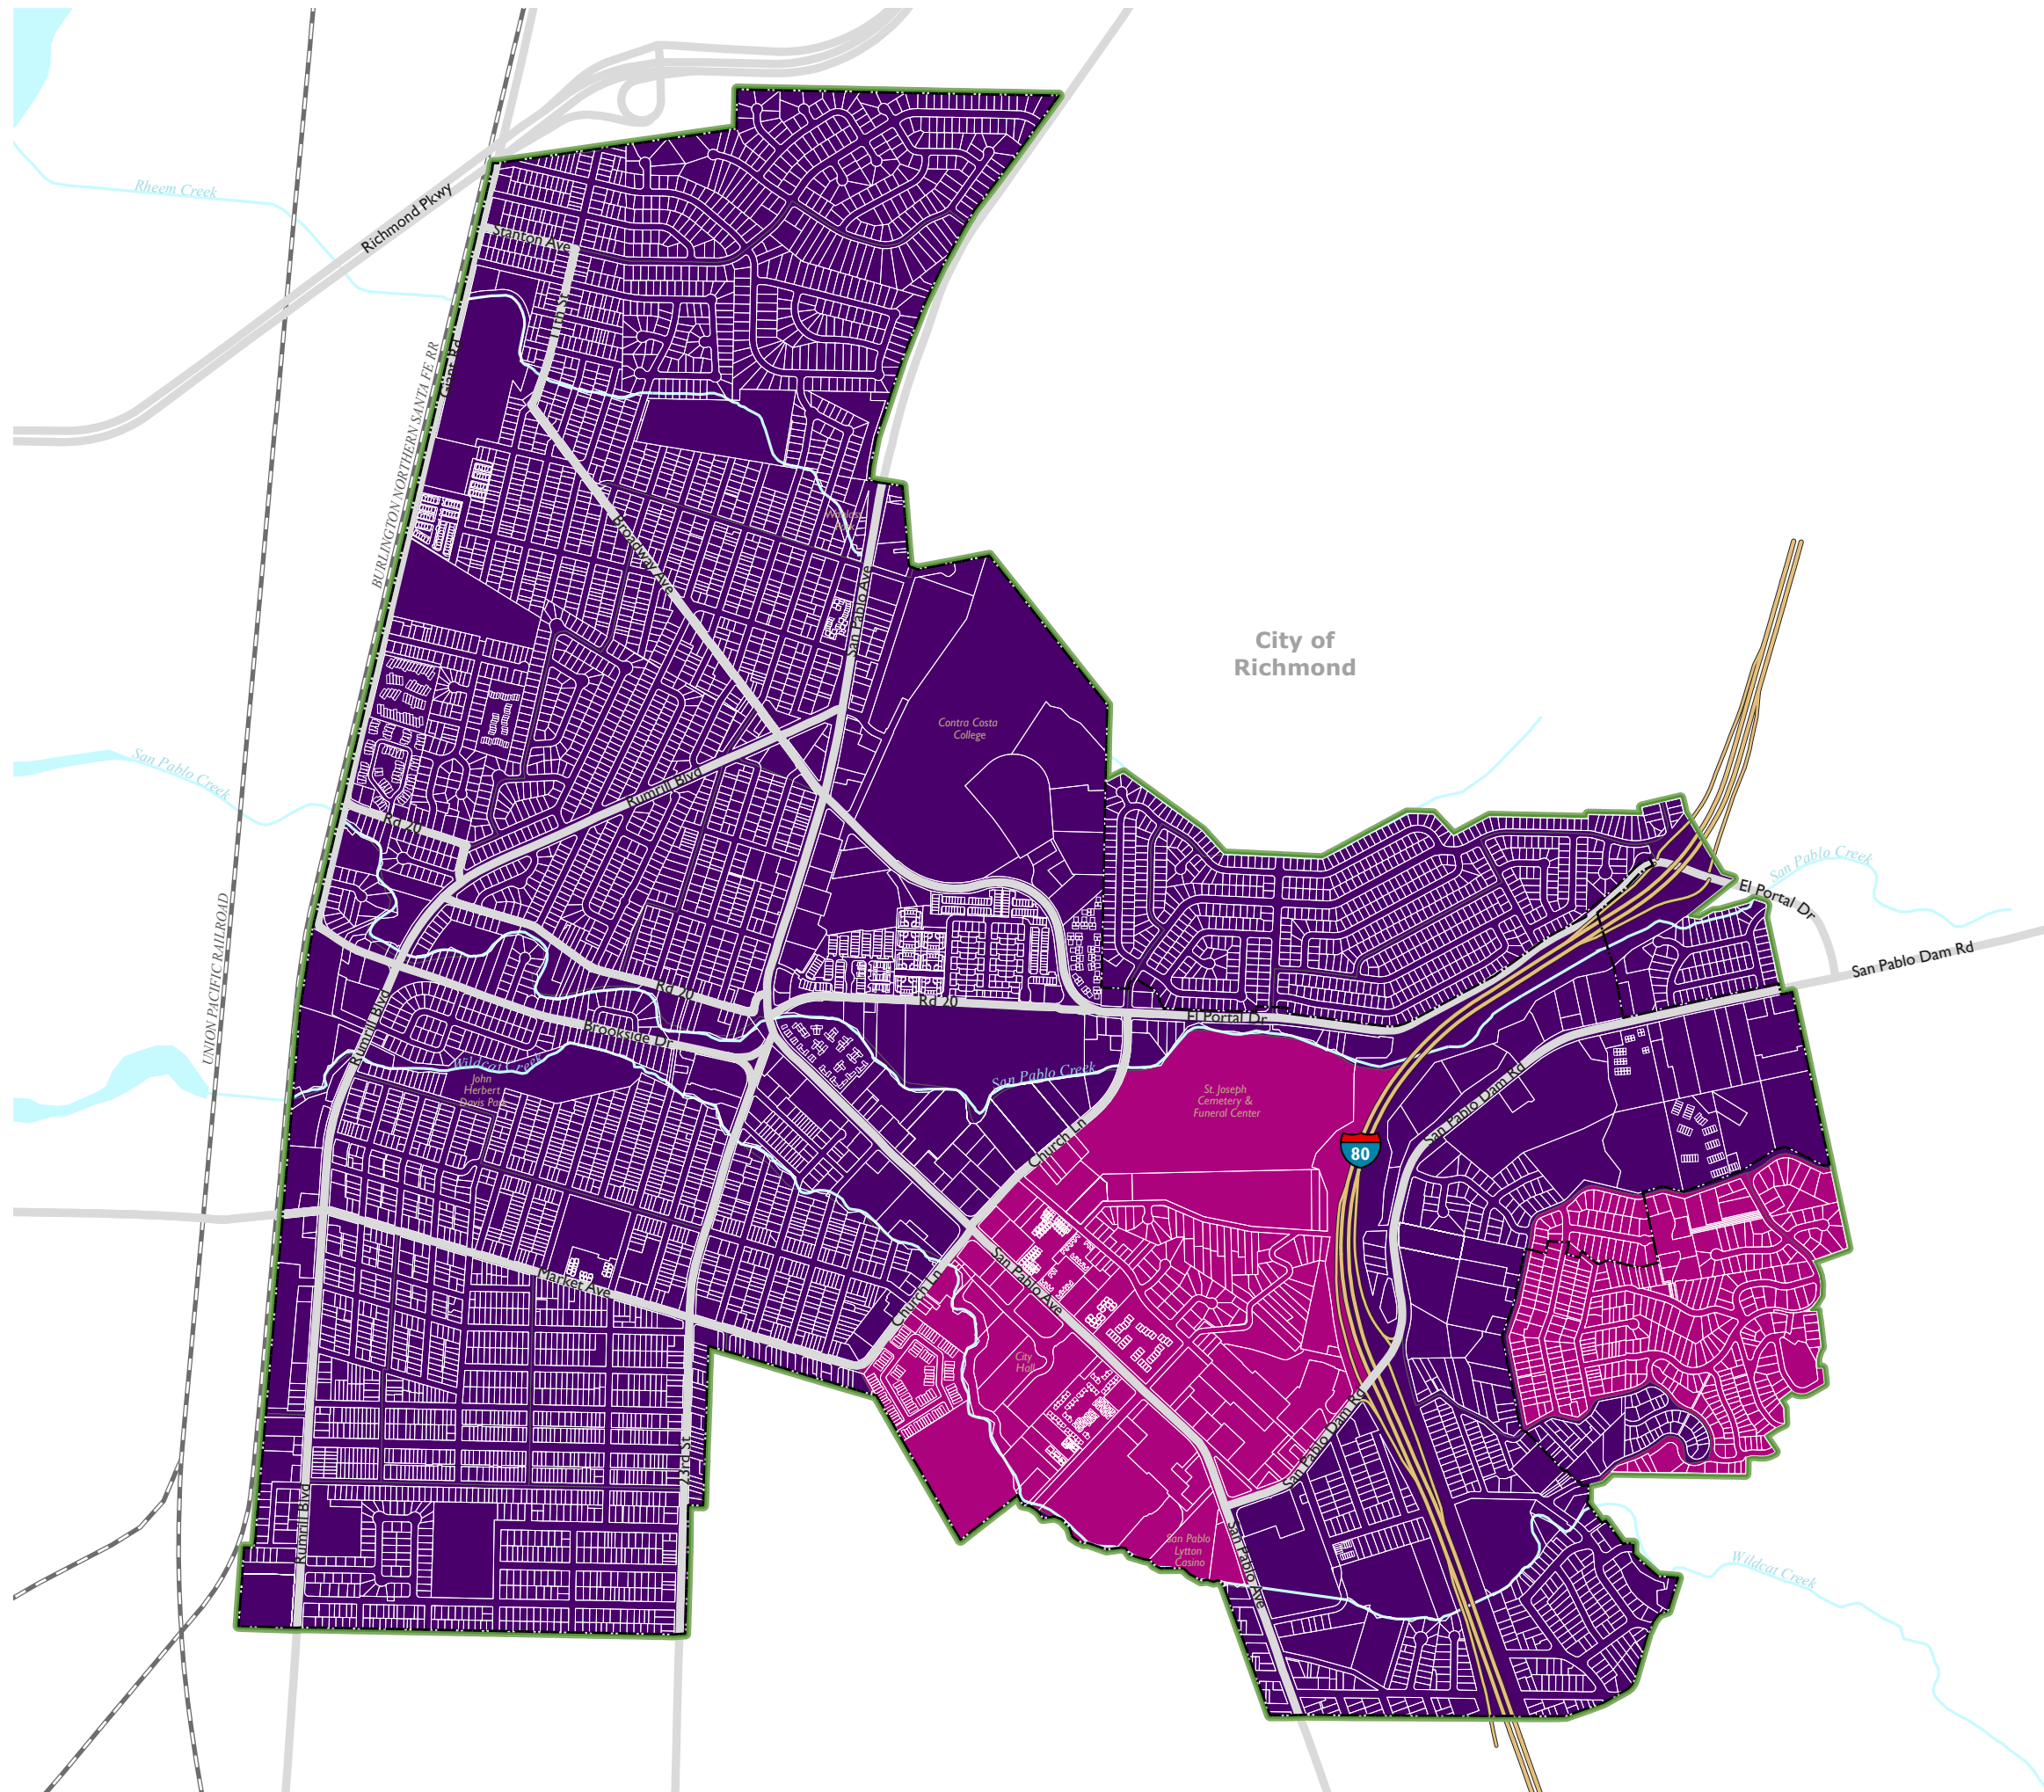 Rheem Creek
Richmond Pkwy
Stanton Ave
11th St
Giant Rd
BURLINGTON NORTHERN SANTA FE RR
Broadway Ave
San Pablo Ave
City of
Richmond
Contra Costa
College
San Pablo Creek
Rumrill Blvd
Rd 20
San Pablo Creek
El Portal Dr
San Pablo Dam Rd
UNION PACIFIC RAILROAD
Rd 20
Rd 20
El Portal Dr
Brookside Dr
Rumrill Blvd
Wildcat Creek
John
Herbert
Davis Park
San Pablo Creek
St. Joseph
Cemetery &
Funeral Center
San Pablo Dam Rd
Church Ln
80
Market Ave
Church Ln
San Pablo Ave
City
Hall
San Pablo Dam Rd
23rd St
Rumrill Blvd
San Pablo
Lytton
Casino
San Pablo Ave
Wildcat Creek